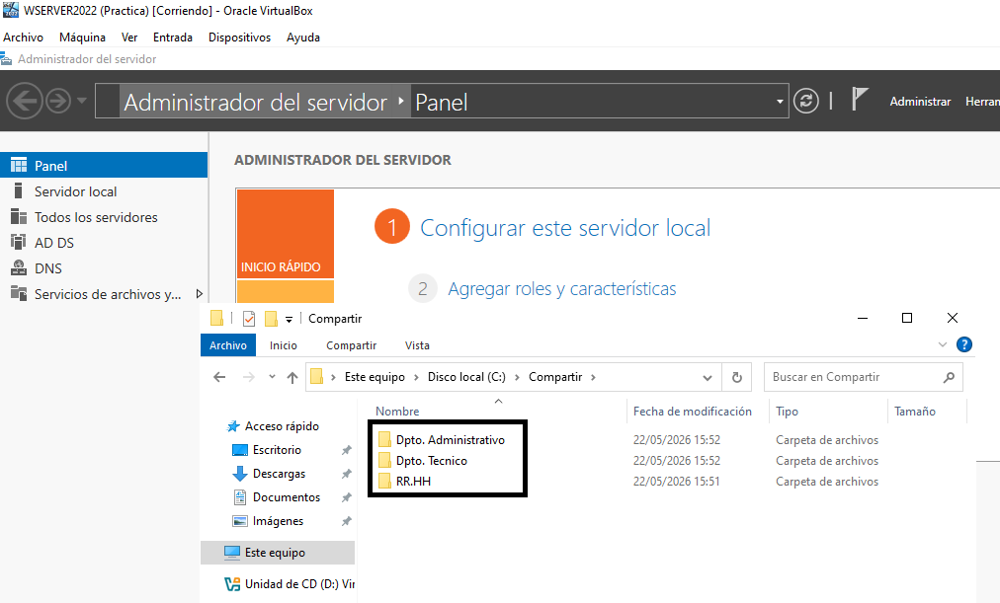 WSERVER2022 (Practica) [Corriendo] - Oracle VirtualBox
Archivo Máquina Ver Entrada Dispositivos Ayuda
Administrador del servidor
Administrador del servidor Panel Administrar Herran
Panel
Servidor local
Todos los servidores
AD DS
DNS
Servicios de archivos y...
ADMINISTRADOR DEL SERVIDOR
INICIO RÁPIDO
1 Configurar este servidor local
2 Agregar roles y características
Compartir
Archivo Inicio Compartir Vista
Este equipo Disco local (C:) Compartir Buscar en Compartir
Acceso rápido
Escritorio
Descargas
Documentos
Imágenes
Este equipo
Unidad de CD (D:) Vir
Nombre Fecha de modificación Tipo Tamaño
Dpto. Administrativo 22/05/2026 15:52 Carpeta de archivos
Dpto. Tecnico 22/05/2026 15:52 Carpeta de archivos
RR.HH 22/05/2026 15:51 Carpeta de archivos